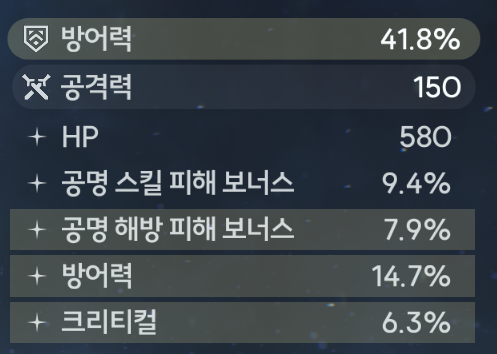 방어력 41.8%
공격력 150
HP 580
공명 스킬 피해 보너스 9.4%
공명 해방 피해 보너스 7.9%
방어력 14.7%
크리티컬 6.3%